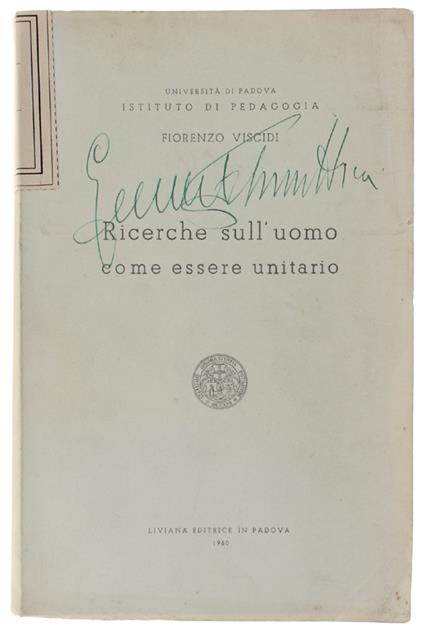 UNIVERSITÀ DI PADOVA
ISTITUTO DI PEDAGOGIA
FIORENZO VISCIDI
Ricerche sull'uomo
come essere unitario
LIVIANA EDITRICE IN PADOVA
1960